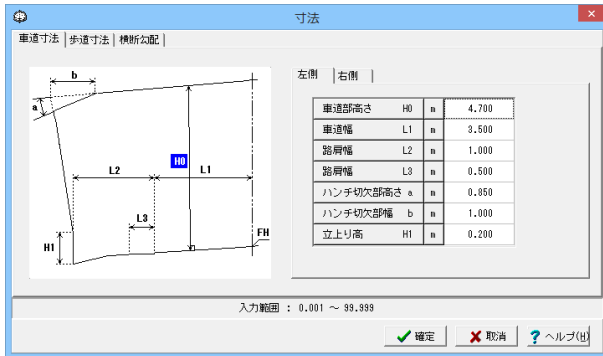 寸法
車道寸法 歩道寸法 横断勾配
b
a
H0
L2 L1
L3
H1
FH
左側 右側
車道部高さ H0 m 4.700
車道幅 L1 m 3.500
路肩幅 L2 m 1.000
路肩幅 L3 m 0.500
ハンチ切欠部高さ a m 0.850
ハンチ切欠部幅 b m 1.000
立上り高 H1 m 0.200
入力範囲 : 0.001 ～ 99.999
確定 取消 ヘルプ(H)